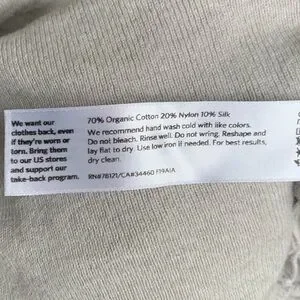 We want our
clothes back, even
if they're worn or
torn. Bring them
to our US stores
and support our
take-back program.
70% Organic Cotton 20% Nylon 10% Silk
We recommend hand wash cold with like colors.
Do not bleach. Rinse well. Do not wring. Reshape and
lay flat to dry. Use low iron if needed. For best results,
dry clean.
RN#78121/CA#34460 F19AIA